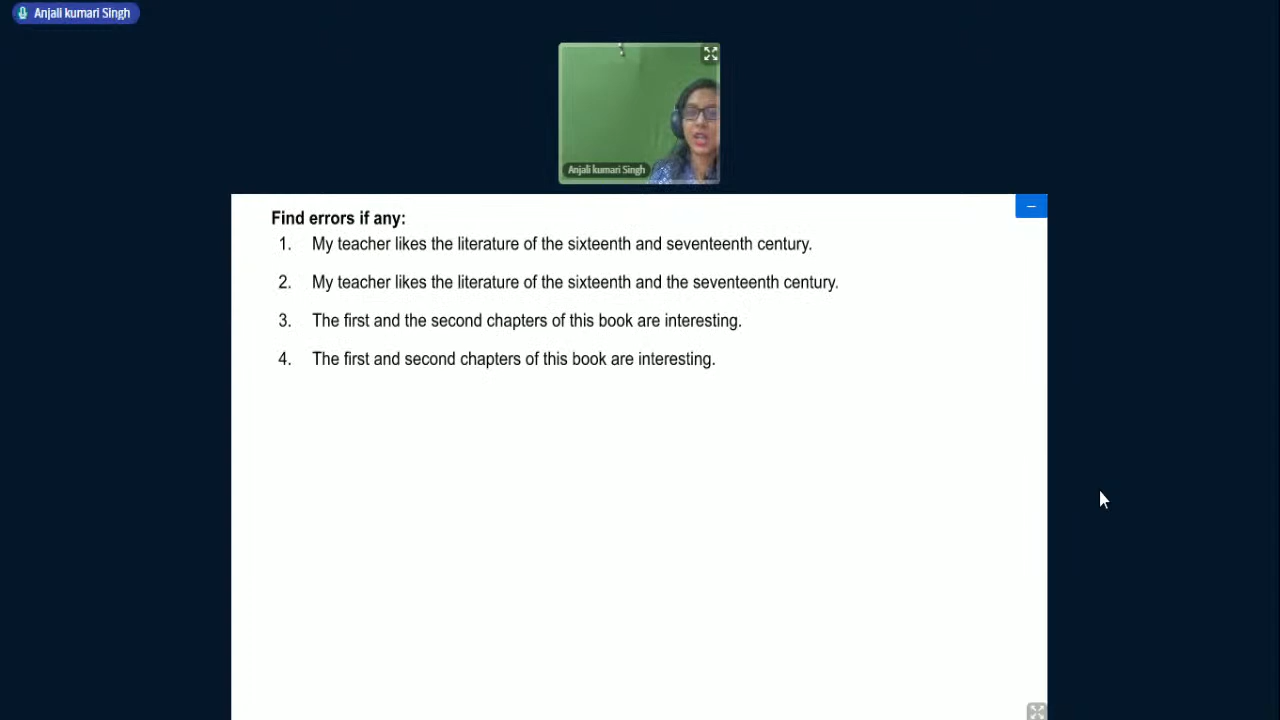 Anjali kumari Singh
Anjali kumari Singh
Find errors if any:
1. My teacher likes the literature of the sixteenth and seventeenth century.
2. My teacher likes the literature of the sixteenth and the seventeenth century.
3. The first and the second chapters of this book are interesting.
4. The first and second chapters of this book are interesting.